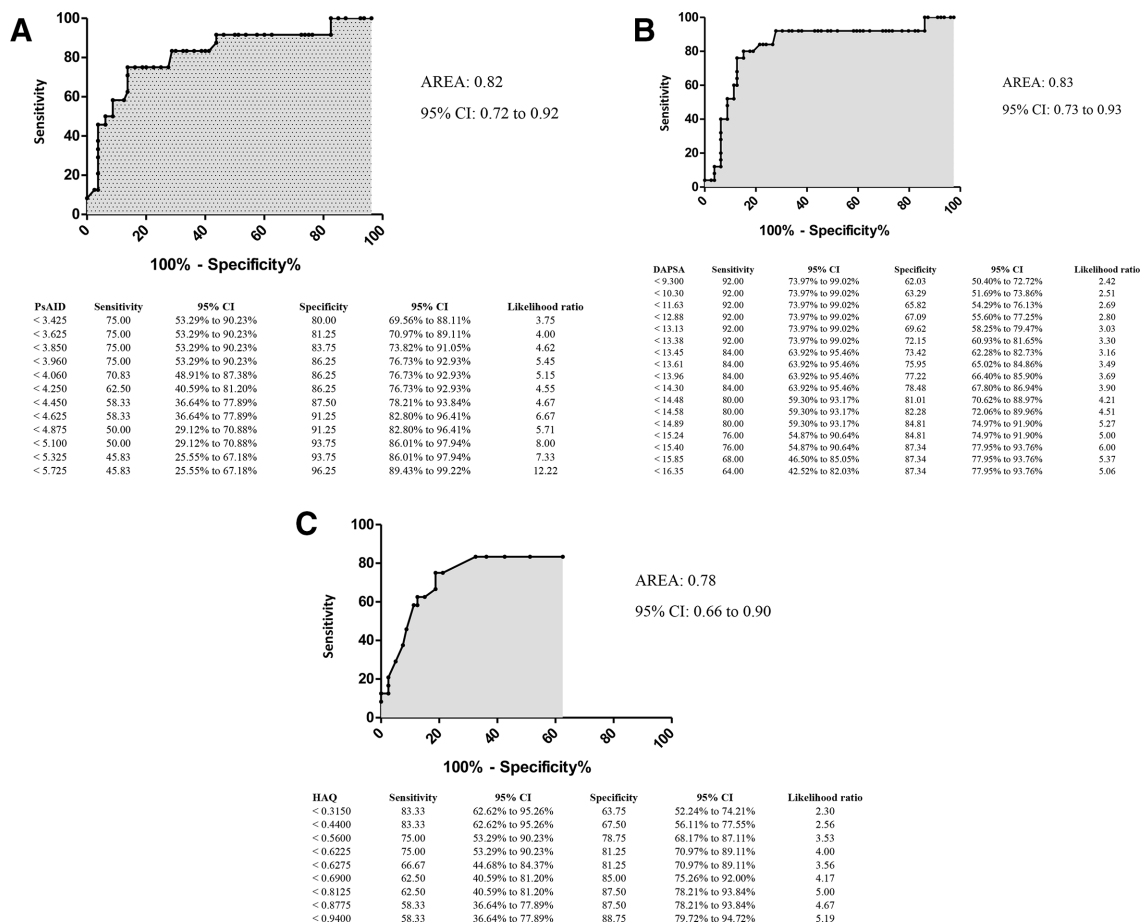 A
100
80
60
40
20
0
Sensitivity
0 20 40 60 80 100
100% - Specificity%
AREA: 0.82
95% CI: 0.72 to 0.92
PsAID Sensitivity 95% CI Specificity 95% CI Likelihood ratio
< 3.425 75.00 53.29% to 90.23% 80.00 69.56% to 88.11% 3.75
< 3.625 75.00 53.29% to 90.23% 81.25 70.97% to 89.11% 4.00
< 3.850 75.00 53.29% to 90.23% 83.75 73.82% to 91.05% 4.62
< 3.960 75.00 53.29% to 90.23% 86.25 76.73% to 92.93% 5.45
< 4.060 70.83 48.91% to 87.38% 86.25 76.73% to 92.93% 5.15
< 4.250 62.50 40.59% to 81.20% 86.25 76.73% to 92.93% 4.55
< 4.450 58.33 36.64% to 77.89% 87.50 78.21% to 93.84% 4.67
< 4.625 58.33 36.64% to 77.89% 91.25 82.80% to 96.41% 6.67
< 4.875 50.00 29.12% to 70.88% 91.25 82.80% to 96.41% 5.71
< 5.100 50.00 29.12% to 70.88% 93.75 86.01% to 97.94% 8.00
< 5.325 45.83 25.55% to 67.18% 93.75 86.01% to 97.94% 7.33
< 5.725 45.83 25.55% to 67.18% 96.25 89.43% to 99.22% 12.22
B
100
80
60
40
20
0
Sensitivity
0 20 40 60 80 100
100% - Specificity%
AREA: 0.83
95% CI: 0.73 to 0.93
DAPSA Sensitivity 95% CI Specificity 95% CI Likelihood ratio
< 9.300 92.00 73.97% to 99.02% 62.03 50.40% to 72.72% 2.42
< 10.30 92.00 73.97% to 99.02% 63.29 51.69% to 73.86% 2.51
< 11.63 92.00 73.97% to 99.02% 65.82 54.29% to 76.13% 2.69
< 12.88 92.00 73.97% to 99.02% 67.09 55.60% to 77.25% 2.80
< 13.13 92.00 73.97% to 99.02% 69.62 58.25% to 79.47% 3.03
< 13.38 92.00 73.97% to 99.02% 72.15 60.93% to 81.65% 3.30
< 13.45 84.00 63.92% to 95.46% 73.42 62.28% to 82.73% 3.16
< 13.61 84.00 63.92% to 95.46% 75.95 65.02% to 84.86% 3.49
< 13.96 84.00 63.92% to 95.46% 77.22 66.40% to 85.90% 3.69
< 14.30 84.00 63.92% to 95.46% 78.48 67.80% to 86.94% 3.90
< 14.48 80.00 59.30% to 93.17% 81.01 70.62% to 88.97% 4.21
< 14.58 80.00 59.30% to 93.17% 82.28 72.06% to 89.96% 4.51
< 14.89 80.00 59.30% to 93.17% 84.81 74.97% to 91.90% 5.27
< 15.24 76.00 54.87% to 90.64% 84.81 74.97% to 91.90% 5.00
< 15.40 76.00 54.87% to 90.64% 87.34 77.95% to 93.76% 6.00
< 15.85 68.00 46.50% to 85.05% 87.34 77.95% to 93.76% 5.37
< 16.35 64.00 42.52% to 82.03% 87.34 77.95% to 93.76% 5.06
C
100
80
60
40
20
0
Sensitivity
0 20 40 60 80 100
100% - Specificity%
AREA: 0.78
95% CI: 0.66 to 0.90
HAQ Sensitivity 95% CI Specificity 95% CI Likelihood ratio
< 0.3150 83.33 62.62% to 95.26% 63.75 52.24% to 74.21% 2.30
< 0.4400 83.33 62.62% to 95.26% 67.50 56.11% to 77.55% 2.56
< 0.5600 75.00 53.29% to 90.23% 78.75 68.17% to 87.11% 3.53
< 0.6225 75.00 53.29% to 90.23% 81.25 70.97% to 89.11% 4.00
< 0.6275 66.67 44.68% to 84.37% 81.25 70.97% to 89.11% 3.56
< 0.6900 62.50 40.59% to 81.20% 85.00 75.26% to 92.00% 4.17
< 0.8125 62.50 40.59% to 81.20% 87.50 78.21% to 93.84% 5.00
< 0.8775 58.33 36.64% to 77.89% 87.50 78.21% to 93.84% 4.67
< 0.9400 58.33 36.64% to 77.89% 88.75 79.72% to 94.72% 5.19